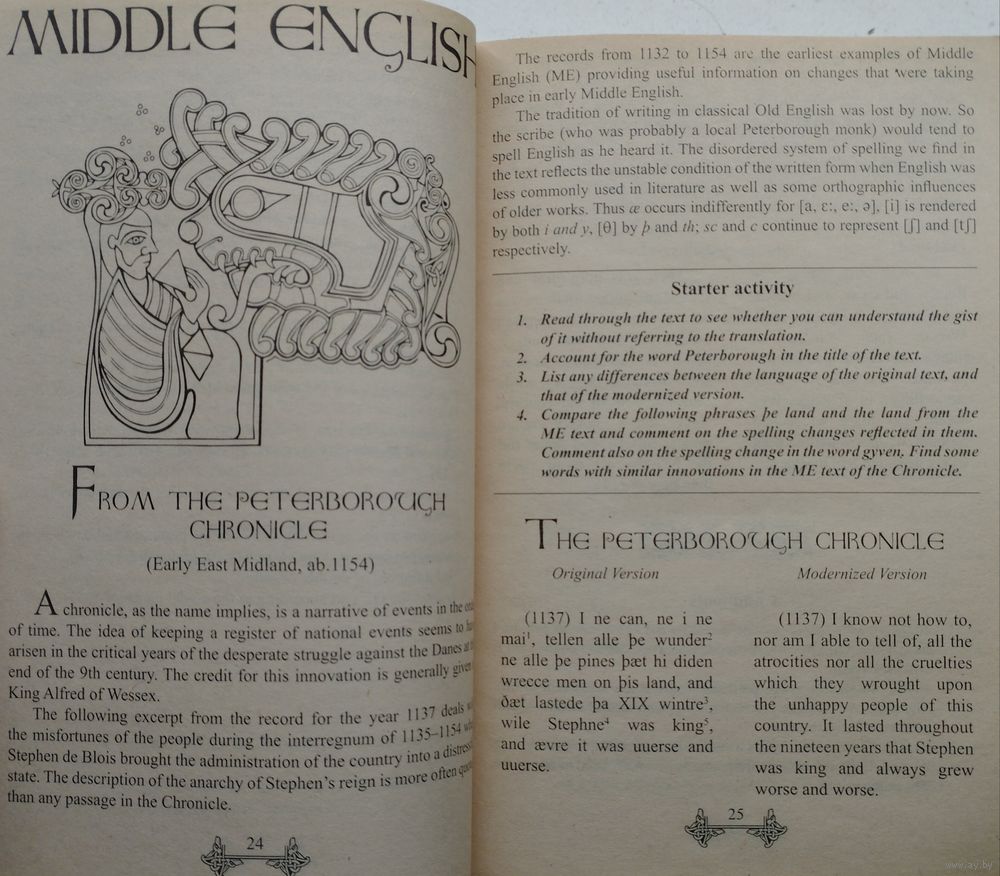 MIDDLE ENGLISH
FROM THE PETERBOROUGH
CHRONICLE
(Early East Midland, ab.1154)
A chronicle, as the name implies, is a narrative of events in the
of time. The idea of keeping a register of national events seems to
arisen in the critical years of the desperate struggle against the Danes at
end of the 9th century. The credit for this innovation is generally given
King Alfred of Wessex.
The following excerpt from the record for the year 1137 deals
the misfortunes of the people during the interregnum of 1135–1154
Stephen de Blois brought the administration of the country into a
state. The description of the anarchy of Stephen's reign is more often
than any passage in the Chronicle.
24
The records from 1132 to 1154 are the earliest examples of Middle
English (ME) providing useful information on changes that were taking
place in early Middle English.
The tradition of writing in classical Old English was lost by now. So
the scribe (who was probably a local Peterborough monk) would tend to
spell English as he heard it. The disordered system of spelling we find in
the text reflects the unstable condition of the written form when English was
less commonly used in literature as well as some orthographic influences
of older works. Thus æ occurs indifferently for [a, ɛ:, e:, ə], [i] is rendered
by both i and y, [θ] by þ and th; sc and c continue to represent [ʃ] and [tʃ]
respectively.
Starter activity
1. Read through the text to see whether you can understand the gist
of it without referring to the translation.
2. Account for the word Peterborough in the title of the text.
3. List any differences between the language of the original text, and
that of the modernized version.
4. Compare the following phrases þe land and the land from the
ME text and comment on the spelling changes reflected in them.
Comment also on the spelling change in the word gyven. Find some
words with similar innovations in the ME text of the Chronicle.
THE PETERBOROUGH CHRONICLE
Original Version
(1137) I ne can, ne i ne
mai¹, tellen alle þe wunder²
ne alle þe pines þæt hi diden
wrecce men on þis land, and
ðæt lastede þa XIX wintre³,
wile Stephne⁴ was king⁵,
and ævre it was uuerse and
uuerse.
Modernized Version
(1137) I know not how to,
nor am I able to tell of, all the
atrocities nor all the cruelties
which they wrought upon
the unhappy people of this
country. It lasted throughout
the nineteen years that Stephen
was king and always grew
worse and worse.
25
www.ay.by